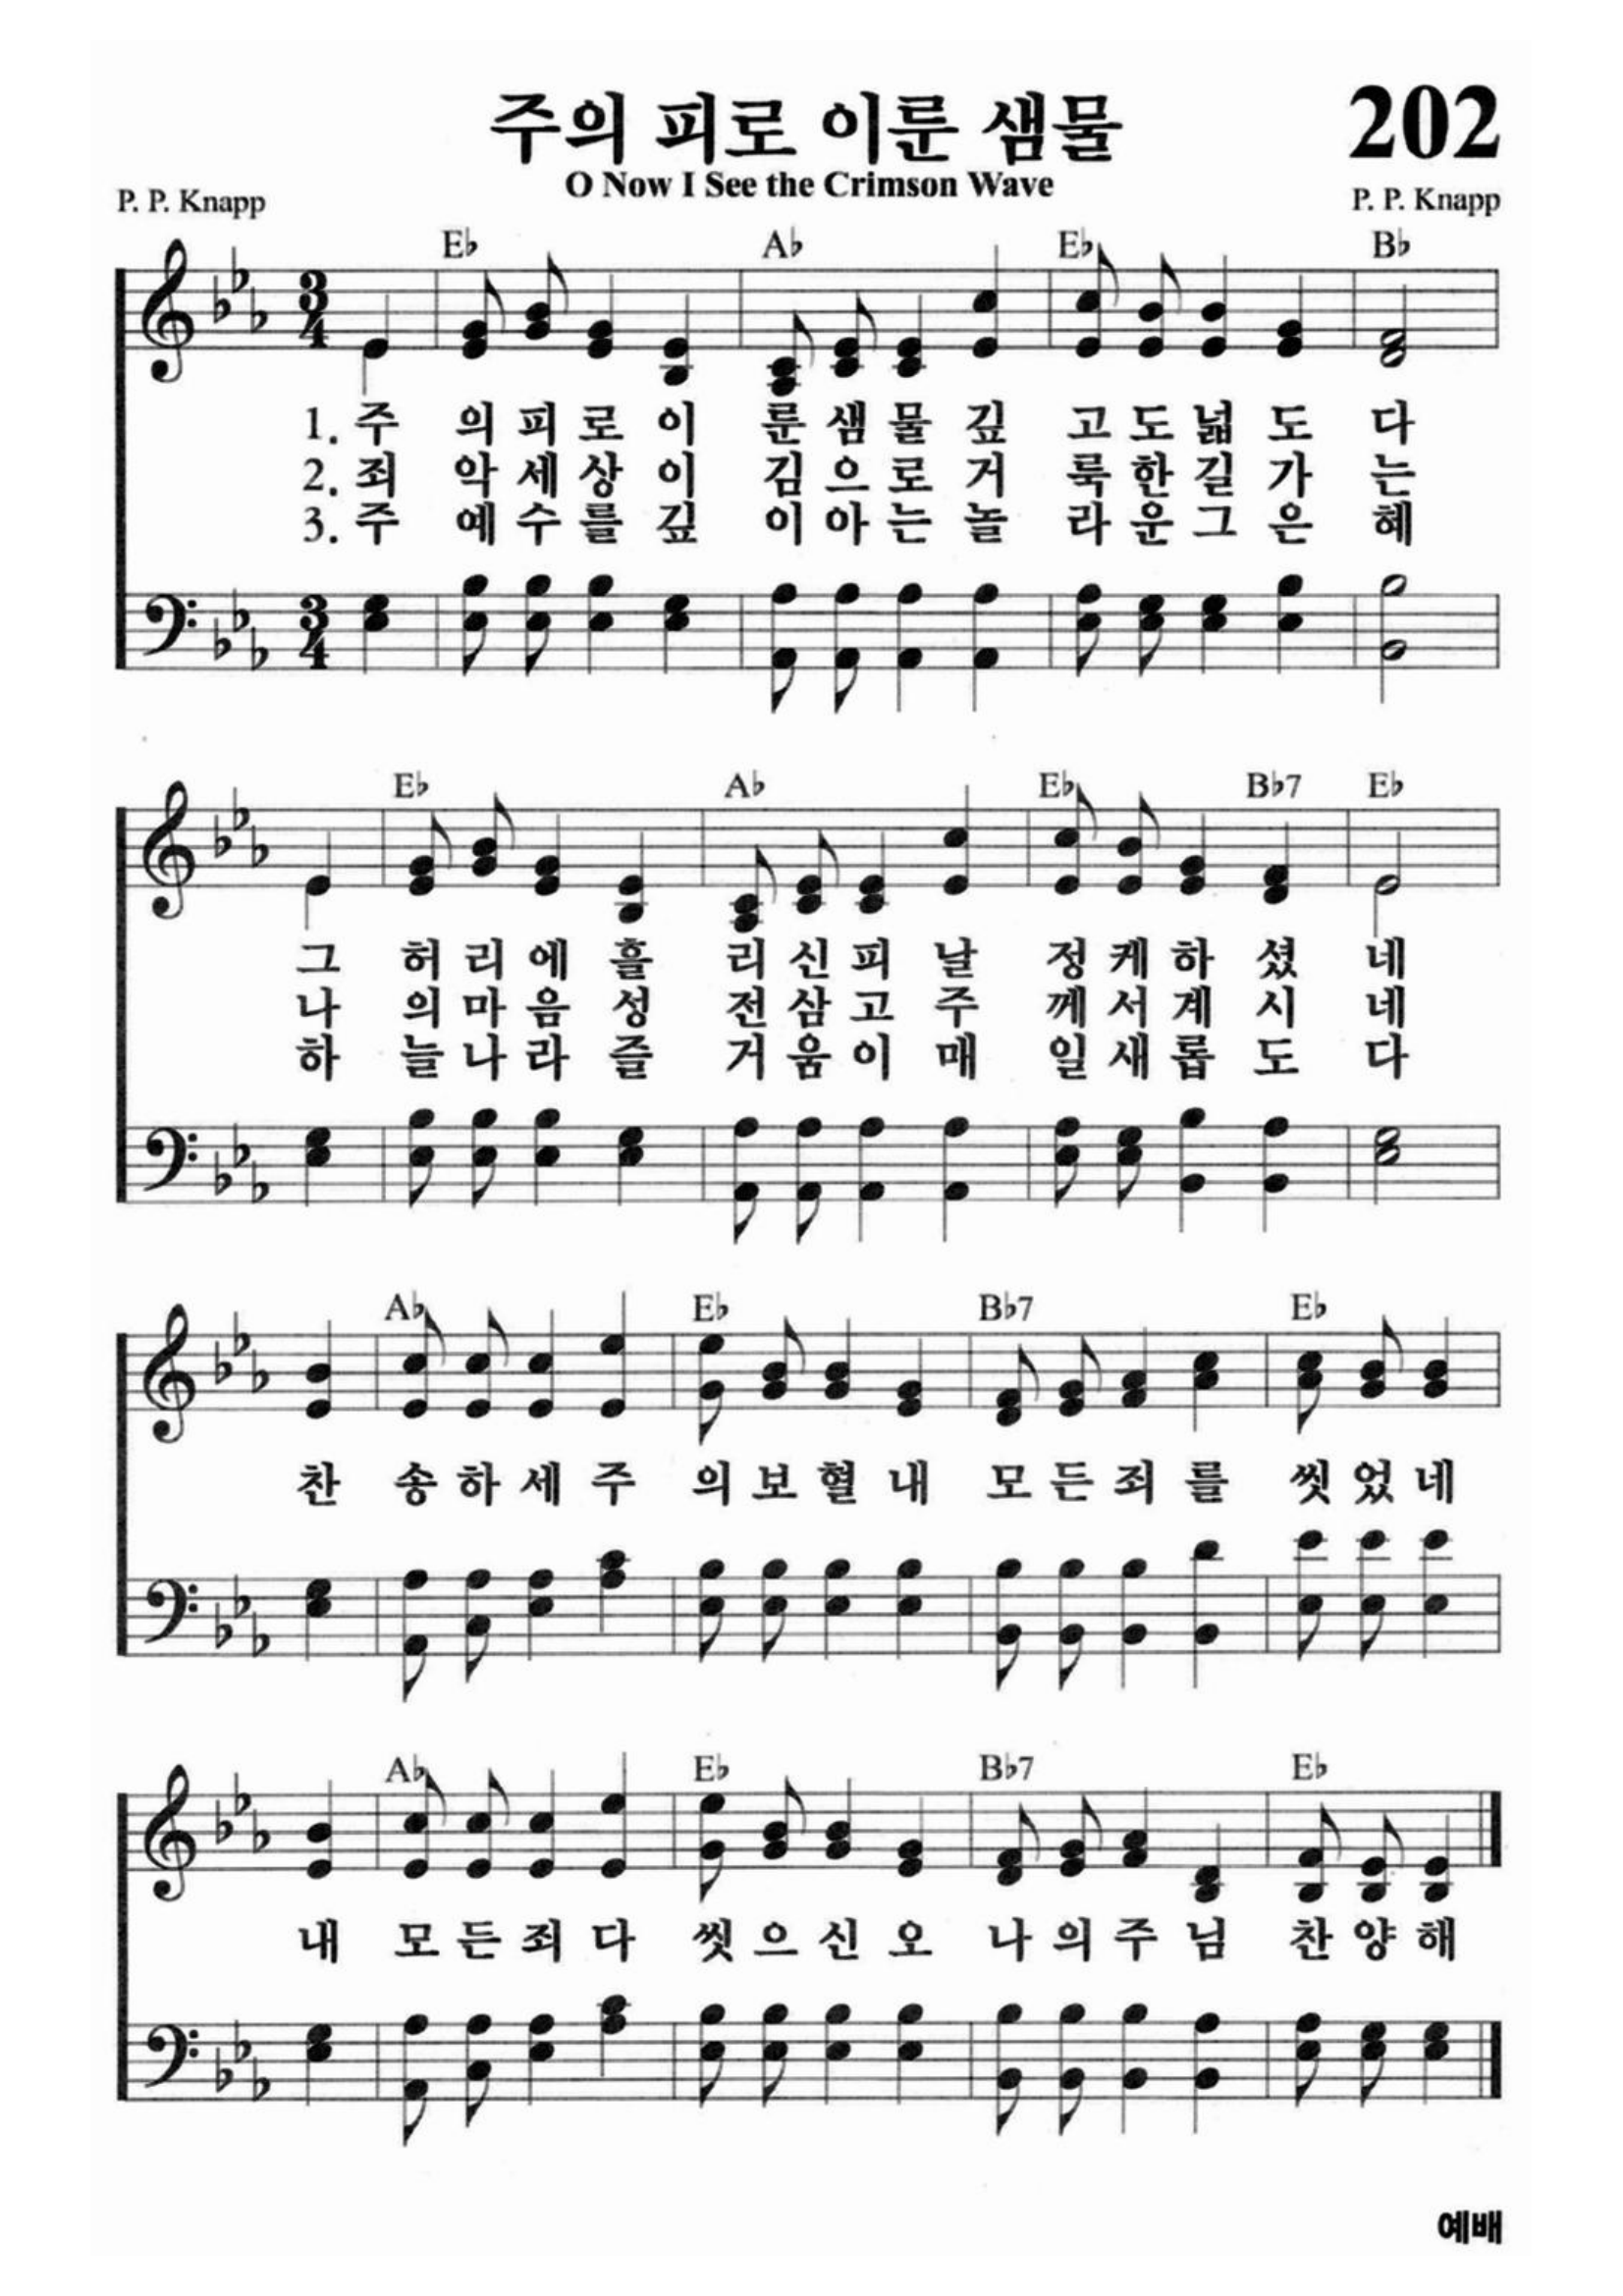 주의 피로 이룬 샘물 202
O Now I See the Crimson Wave
P. P. Knapp P. P. Knapp
E♭ A♭ E♭ B♭
3/4
1. 주 의 피 로 이 룬 샘 물 깊 고 도 넓 도 다
2. 죄 악 세 상 이 김 으 로 거 룩 한 길 가 는
3. 주 예 수 를 깊 이 아 는 놀 라 운 그 은 혜
3/4
E♭ A♭ E♭ B♭7 E♭
그 허 리 에 흘 리 신 피 날 정 케 하 셨 네
나 의 마 음 성 전 삼 고 주 께 서 계 시 네
하 늘 나 라 즐 거 움 이 매 일 새 롭 도 다
A♭ E♭ B♭7 E♭
찬 송 하 세 주 의 보 혈 내 모 든 죄 를 씻 었 네
A♭ E♭ B♭7 E♭
내 모 든 죄 다 씻 으 신 오 나 의 주 님 찬 양 해
예배